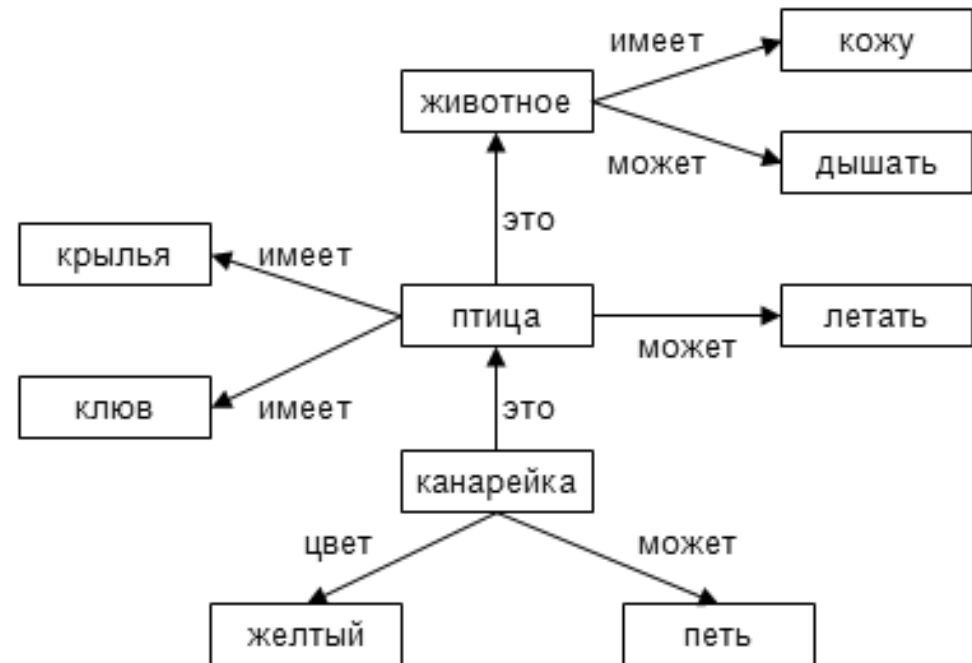 имеет
кожу
животное
может
дышать
это
крылья
имеет
птица
летать
может
клюв
имеет
это
канарейка
цвет
может
желтый
петь